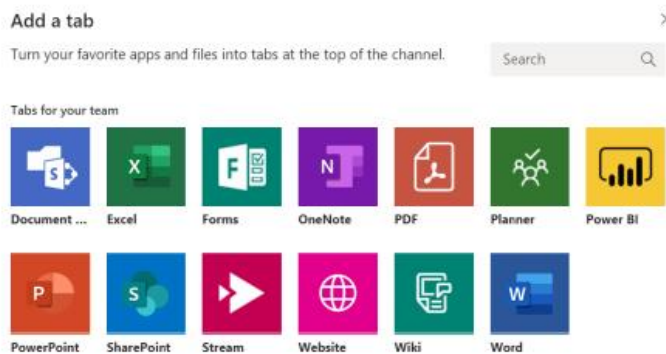 Add a tab
Turn your favorite apps and files into tabs at the top of the channel.
Search
Tabs for your team
S X F N
Document ... Excel Forms OneNote PDF Planner Power BI
P S W
PowerPoint SharePoint Stream Website Wiki Word